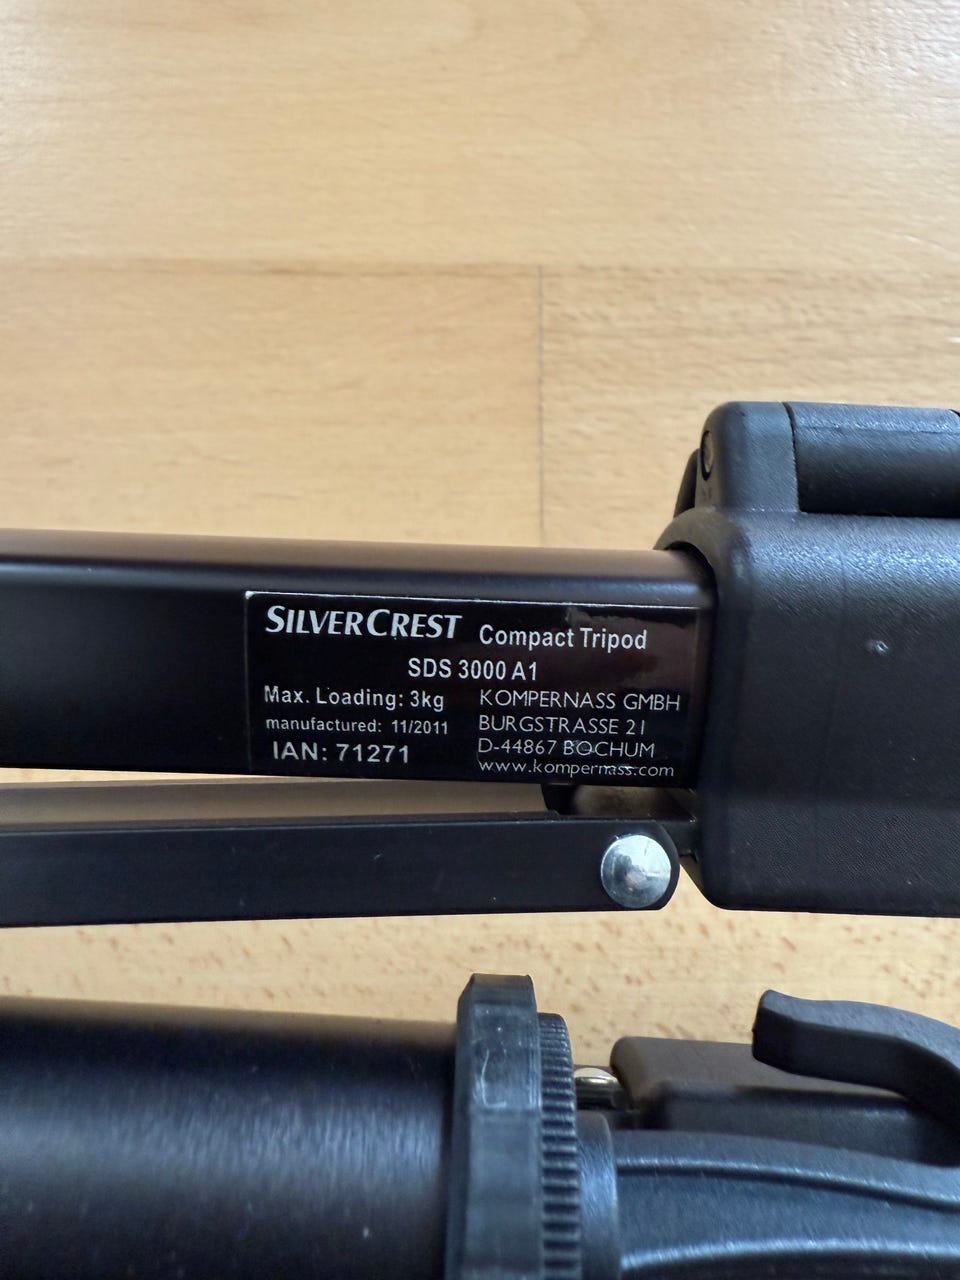 SILVERCREST Compact Tripod
SDS 3000 A1
Max. Loading: 3kg
manufactured: 11/2011
IAN: 71271
KOMPERNASS GMBH
BURGSTRASSE 21
D-44867 BOCHUM
www.kompernass.com